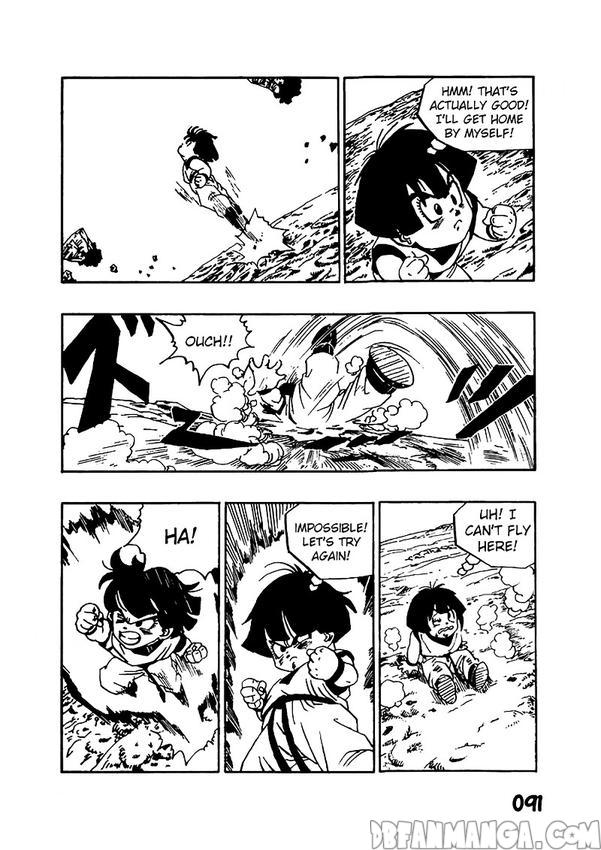 HMM! THAT'S
ACTUALLY GOOD!
I'LL GET HOME
BY MYSELF!
OUCH!!
UH! I
CAN'T FLY
HERE!
IMPOSSIBLE!
LET'S TRY
AGAIN!
HA!
091
DBFANMANGA.COM